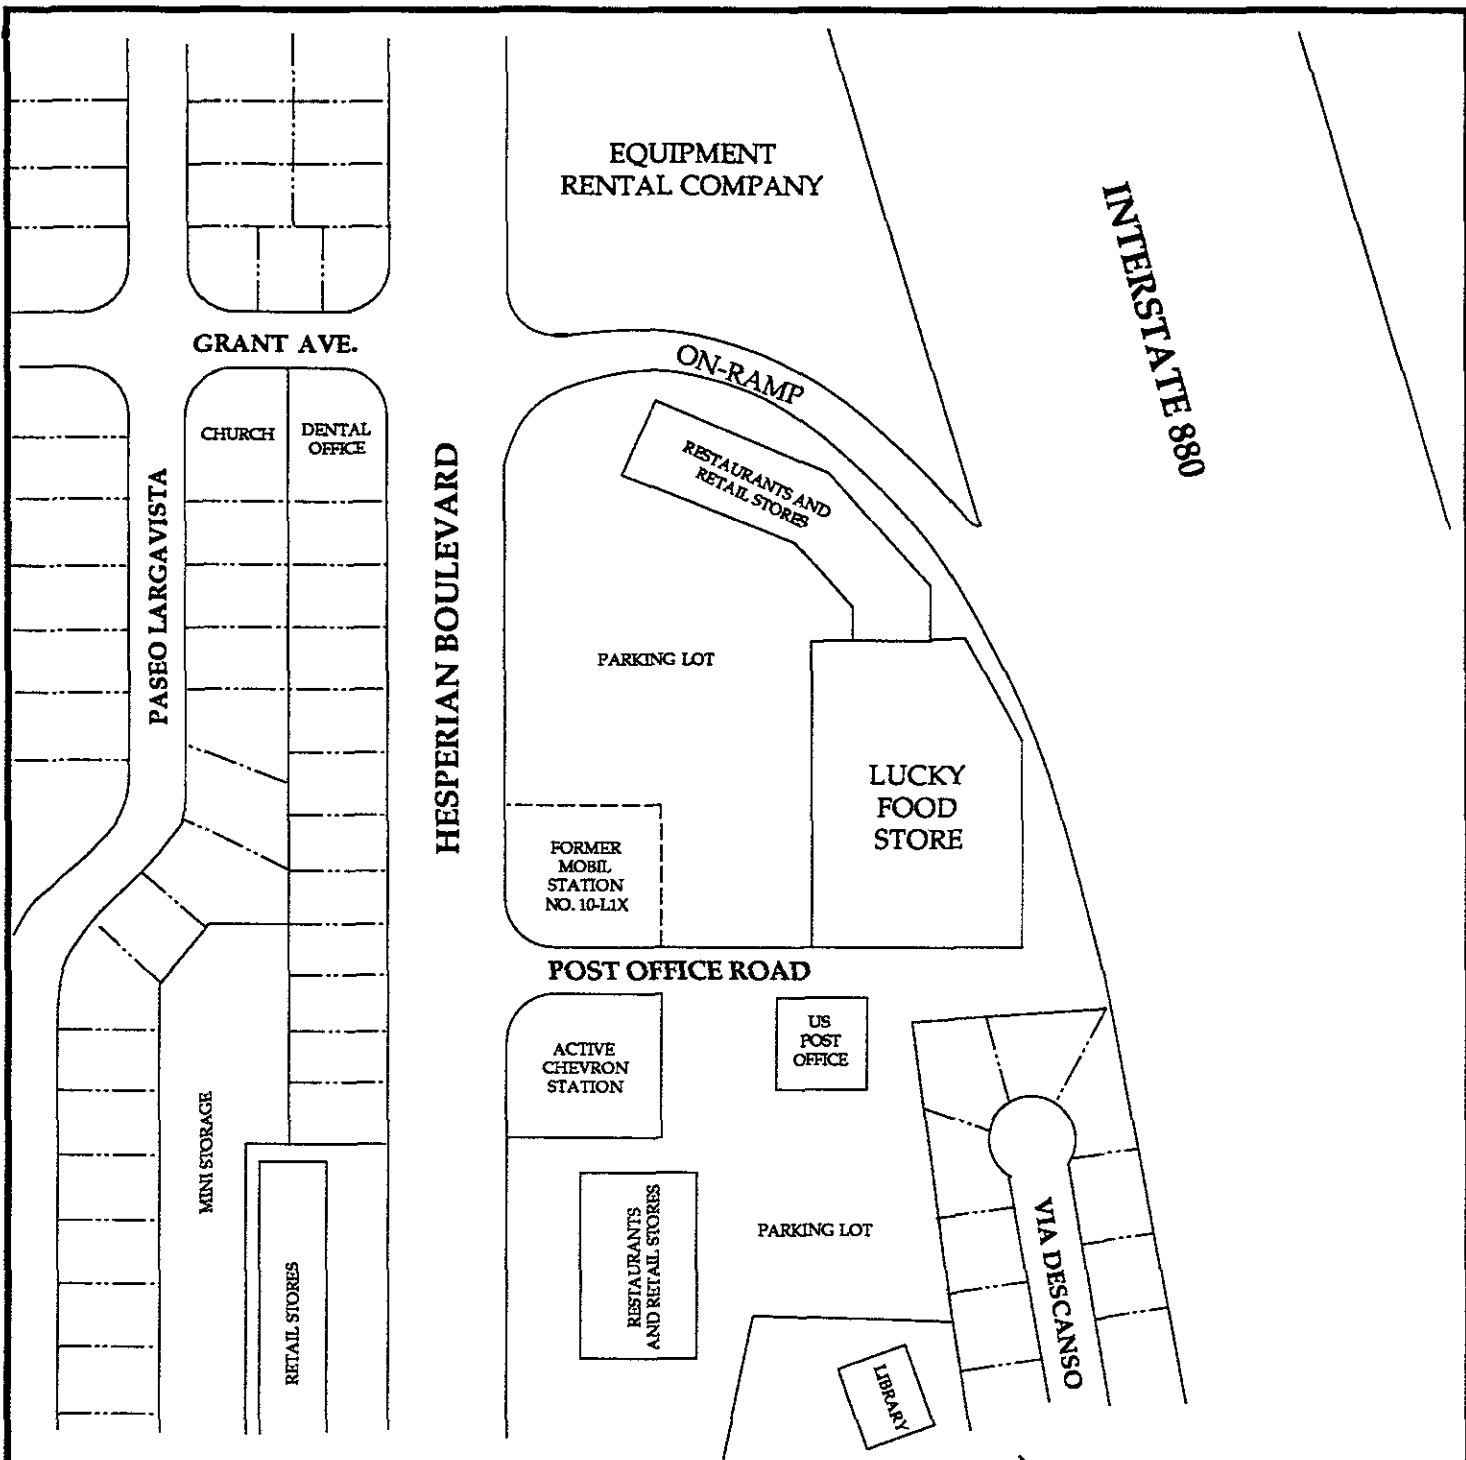 EQUIPMENT
RENTAL COMPANY
INTERSTATE 880
GRANT AVE.
ON-RAMP
CHURCH
DENTAL
OFFICE
RESTAURANTS AND
RETAIL STORES
PASEO LARGAVISTA
HESPERIAN BOULEVARD
PARKING LOT
LUCKY
FOOD
STORE
FORMER
MOBIL
STATION
NO. 10-L1X
POST OFFICE ROAD
US
POST
OFFICE
ACTIVE
CHEVRON
STATION
MINI STORAGE
RESTAURANTS
AND RETAIL STORES
PARKING LOT
VIA DESCANSO
RETAIL STORES
LIBRARY